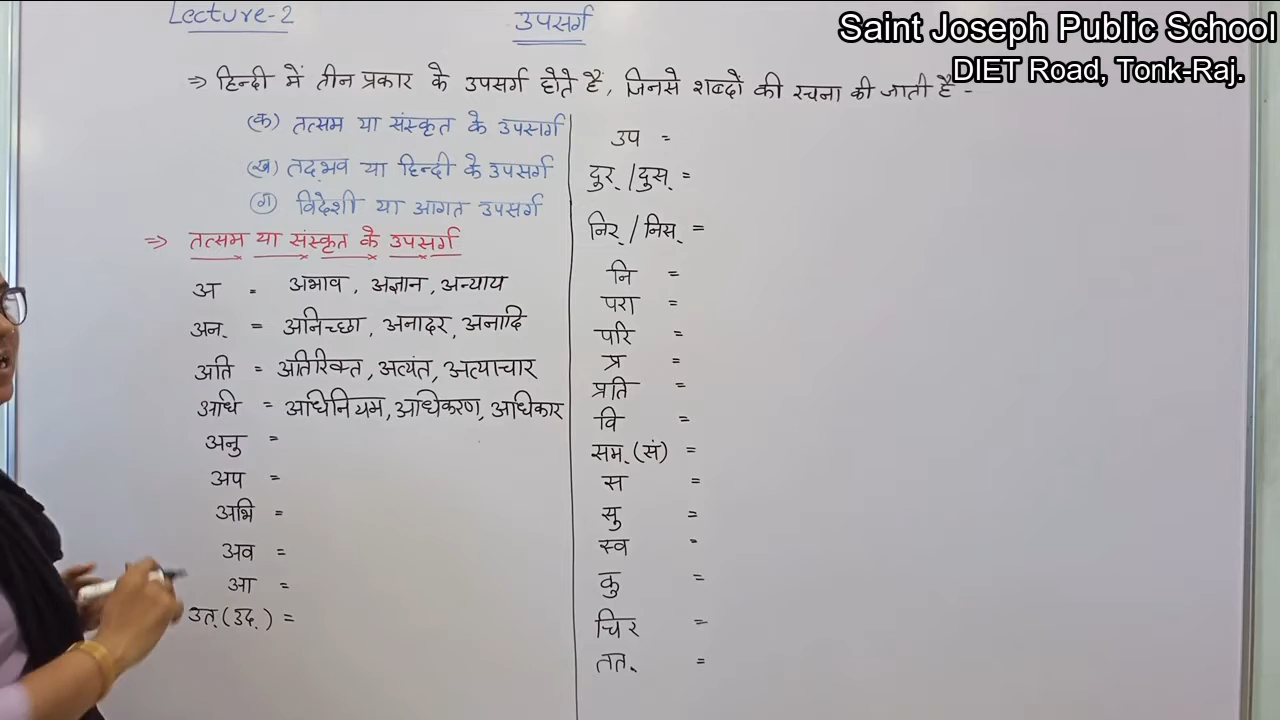 Lecture-2
उपसर्ग
Saint Joseph Public School
DIET Road, Tonk-Raj.
⇒ हिन्दी में तीन प्रकार के उपसर्ग होते हैं, जिनसे शब्दों की रचना की जाती है -
(क) तत्सम या संस्कृत के उपसर्ग
(ख) तद्भव या हिन्दी के उपसर्ग
(ग) विदेशी या आगत उपसर्ग
⇒ तत्सम या संस्कृत के उपसर्ग
अ = अभाव, अज्ञान, अन्याय
अन् = अनिच्छा, अनादर, अनादि
अति = अतिरिक्त, अत्यंत, अत्याचार
अधि = अधिनियम, अधिकरण, अधिकार
अनु =
अप =
अभि =
अव =
आ =
उत् (उद्) =
उप =
दुर् / दुस् =
निर् / निस् =
नि =
परा =
परि =
प्र =
प्रति =
वि =
सम् (सं) =
स =
सु =
स्व =
कु =
चिर =
तत् =